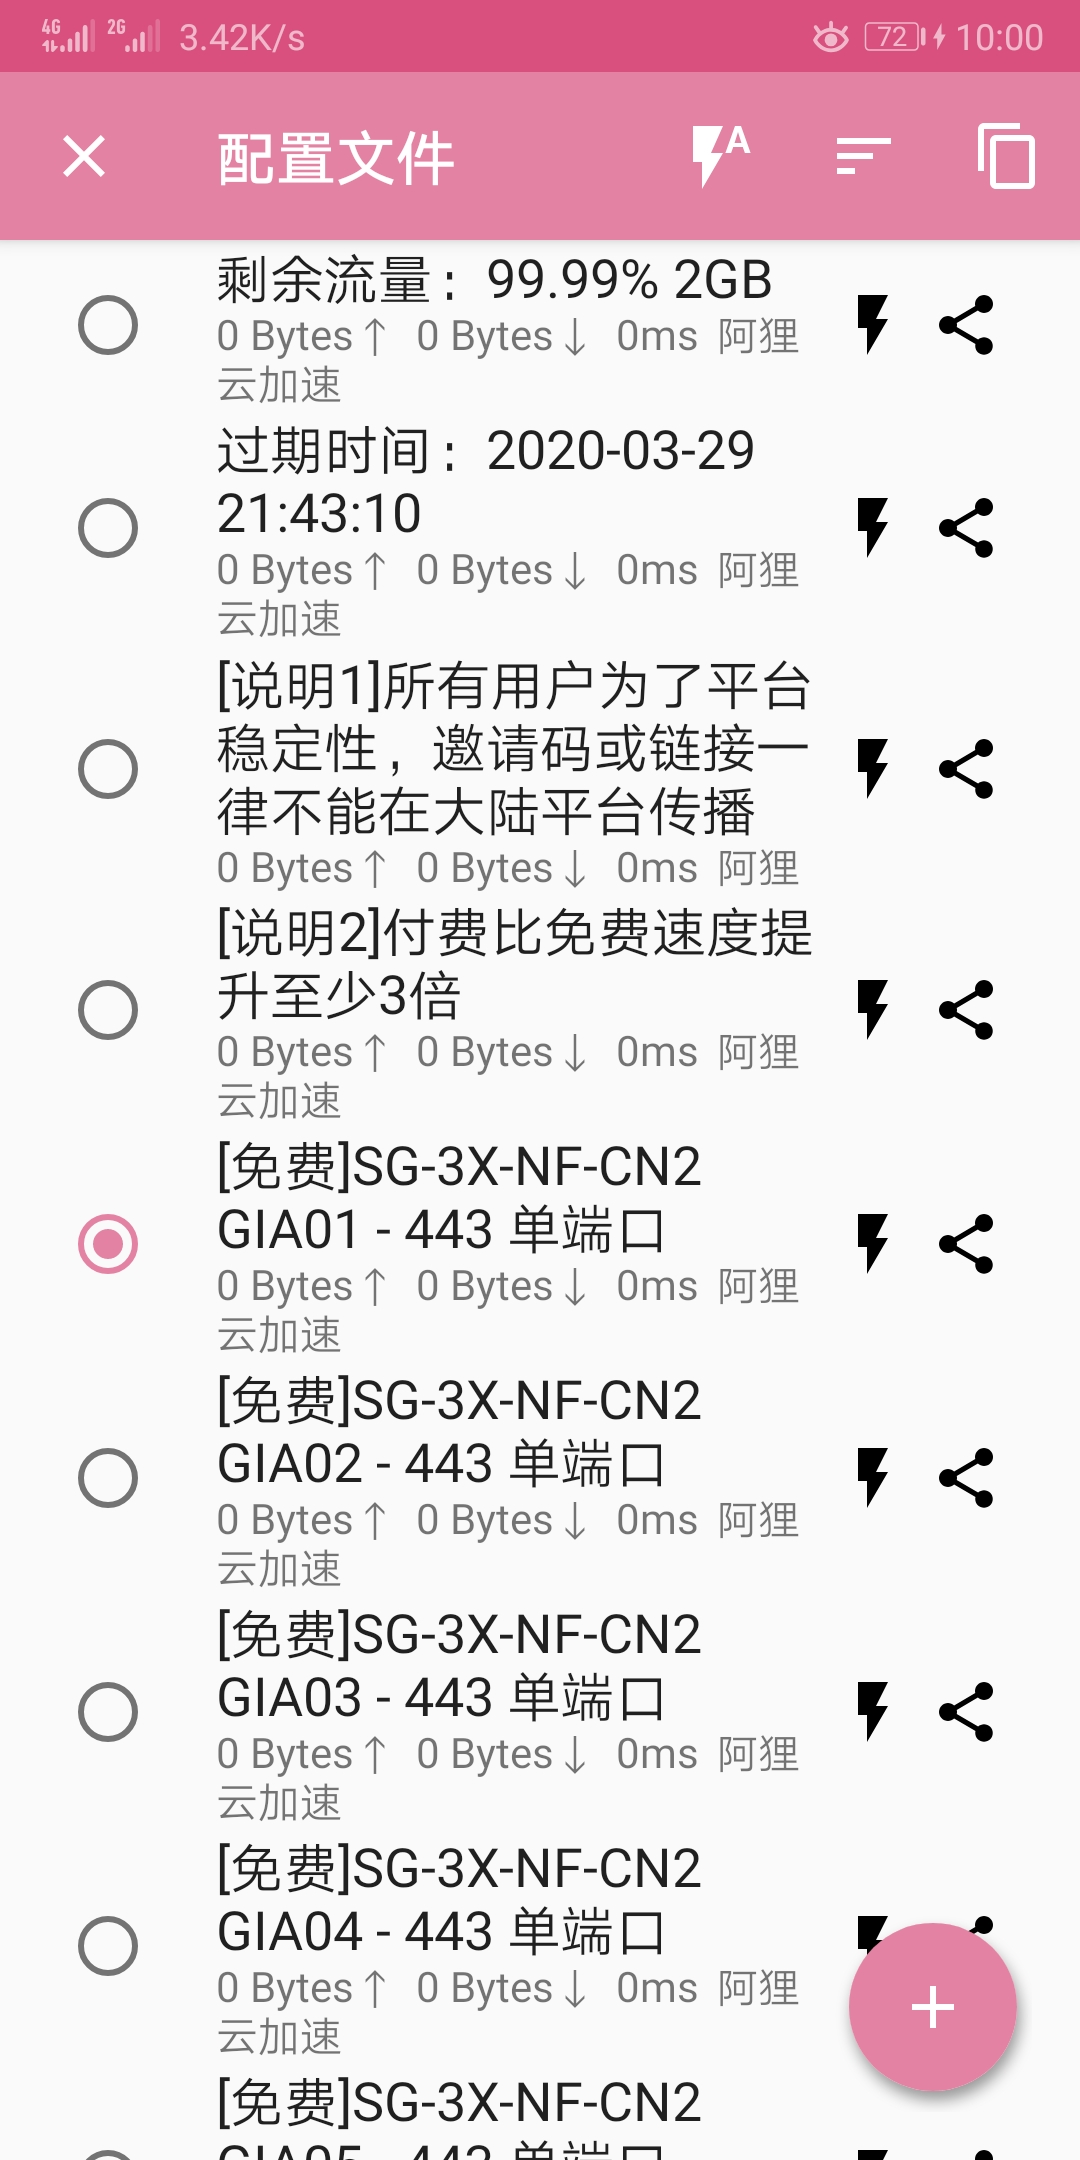 4G 2G 3.42K/s 72 10:00
配置文件 A
剩余流量：99.99% 2GB
0 Bytes↑ 0 Bytes↓ 0ms 阿狸
云加速
过期时间：2020-03-29
21:43:10
0 Bytes↑ 0 Bytes↓ 0ms 阿狸
云加速
[说明1]所有用户为了平台
稳定性，邀请码或链接一
律不能在大陆平台传播
0 Bytes↑ 0 Bytes↓ 0ms 阿狸
[说明2]付费比免费速度提
升至少3倍
0 Bytes↑ 0 Bytes↓ 0ms 阿狸
云加速
[免费]SG-3X-NF-CN2
GIA01 - 443 单端口
0 Bytes↑ 0 Bytes↓ 0ms 阿狸
云加速
[免费]SG-3X-NF-CN2
GIA02 - 443 单端口
0 Bytes↑ 0 Bytes↓ 0ms 阿狸
云加速
[免费]SG-3X-NF-CN2
GIA03 - 443 单端口
0 Bytes↑ 0 Bytes↓ 0ms 阿狸
云加速
[免费]SG-3X-NF-CN2
GIA04 - 443 单端口
0 Bytes↑ 0 Bytes↓ 0ms 阿狸
云加速
[免费]SG-3X-NF-CN2
GIA05 - 443 单端口